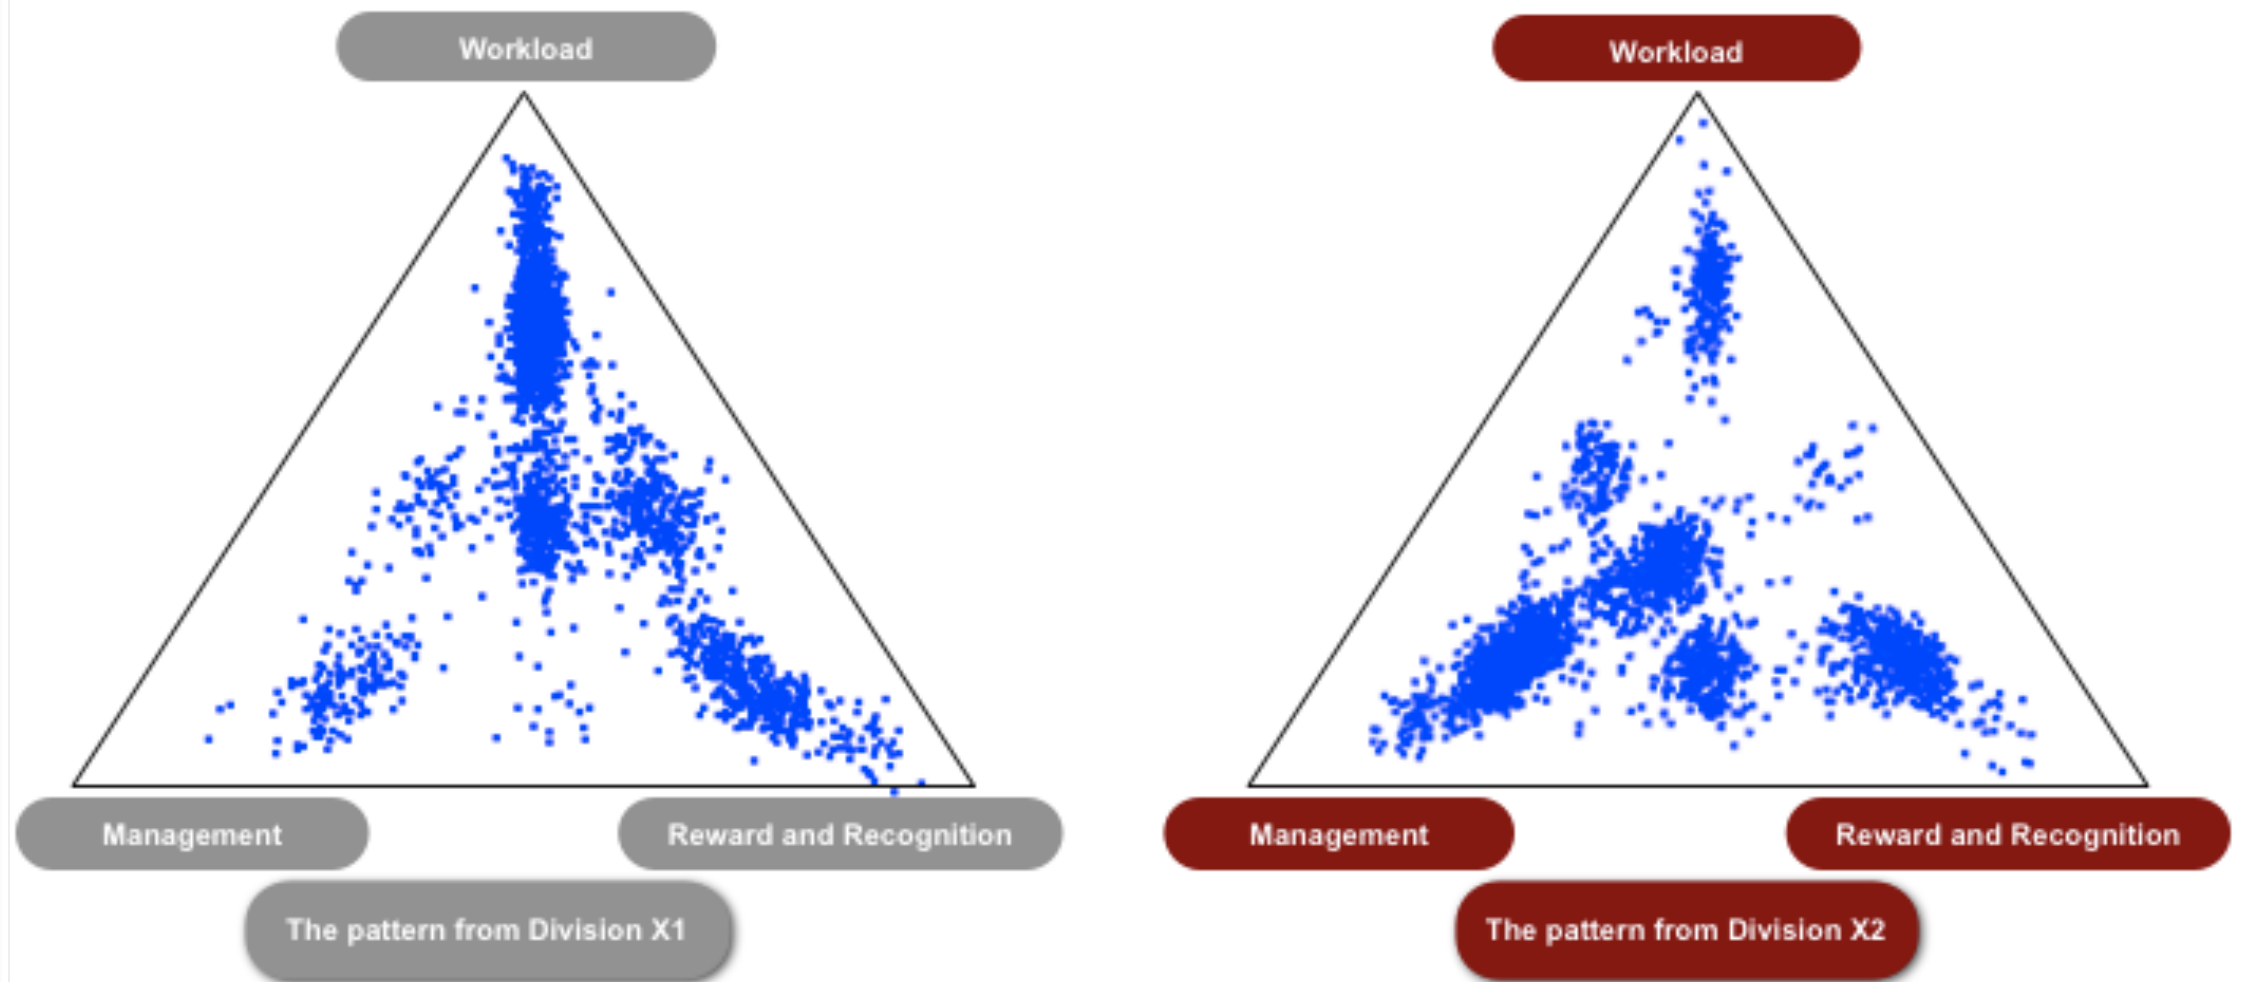 Workload
Management
Reward and Recognition
The pattern from Division X1
Workload
Management
Reward and Recognition
The pattern from Division X2